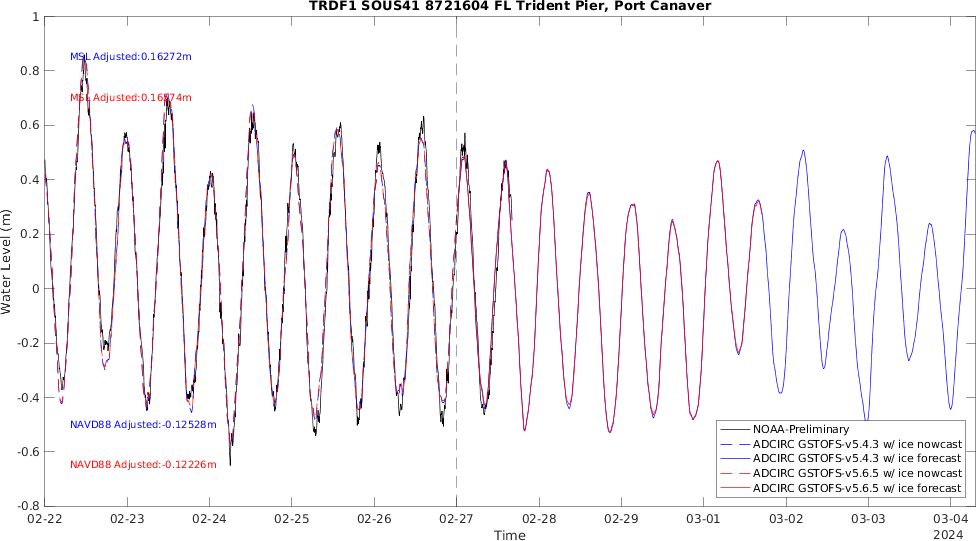 TRDF1 SOUS41 8721604 FL Trident Pier, Port Canaver
1
0.8
0.6
0.4
0.2
0
-0.2
-0.4
-0.6
-0.8
Water Level (m)
MSL Adjusted:0.16272m
MSL Adjusted:0.16574m
NAVD88 Adjusted:-0.12528m
NAVD88 Adjusted:-0.12226m
NOAA-Preliminary
ADCIRC GSTOFS-v5.4.3 w/ ice nowcast
ADCIRC GSTOFS-v5.4.3 w/ ice forecast
ADCIRC GSTOFS-v5.6.5 w/ ice nowcast
ADCIRC GSTOFS-v5.6.5 w/ ice forecast
02-22 02-23 02-24 02-25 02-26 02-27 02-28 02-29 03-01 03-02 03-03 03-04
Time
2024